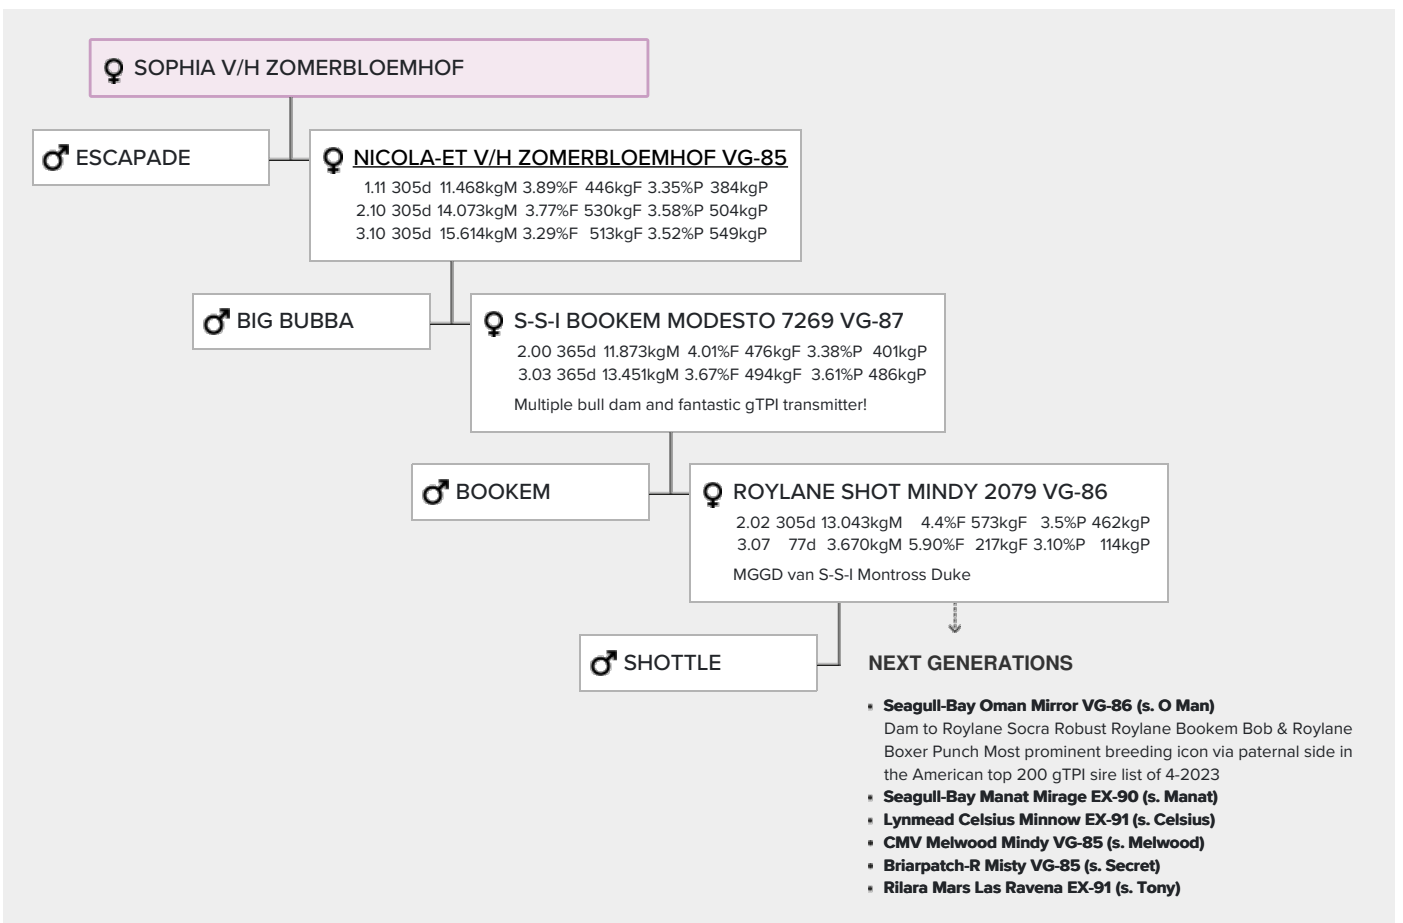 SOPHIA V/H ZOMERBLOEMHOF
ESCAPADE
NICOLA-ET V/H ZOMERBLOEMHOF VG-85
1.11 305d 11.468kgM 3.89%F 446kgF 3.35%P 384kgP
2.10 305d 14.073kgM 3.77%F 530kgF 3.58%P 504kgP
3.10 305d 15.614kgM 3.29%F 513kgF 3.52%P 549kgP
BIG BUBBA
S-S-I BOOKEM MODESTO 7269 VG-87
2.00 365d 11.873kgM 4.01%F 476kgF 3.38%P 401kgP
3.03 365d 13.451kgM 3.67%F 494kgF 3.61%P 486kgP
Multiple bull dam and fantastic gTPI transmitter!
BOOKEM
ROYLANE SHOT MINDY 2079 VG-86
2.02 305d 13.043kgM 4.4%F 573kgF 3.5%P 462kgP
3.07 77d 3.670kgM 5.90%F 217kgF 3.10%P 114kgP
MGGD van S-S-I Montross Duke
SHOTTLE
NEXT GENERATIONS
Seagull-Bay Oman Mirror VG-86 (s. O Man)
Dam to Roylane Socra Robust Roylane Bookem Bob & Roylane
Boxer Punch Most prominent breeding icon via paternal side in
the American top 200 gTPI sire list of 4-2023
Seagull-Bay Manat Mirage EX-90 (s. Manat)
Lynmead Celsius Minnow EX-91 (s. Celsius)
CMV Melwood Mindy VG-85 (s. Melwood)
Briarpatch-R Misty VG-85 (s. Secret)
Rilara Mars Las Ravena EX-91 (s. Tony)